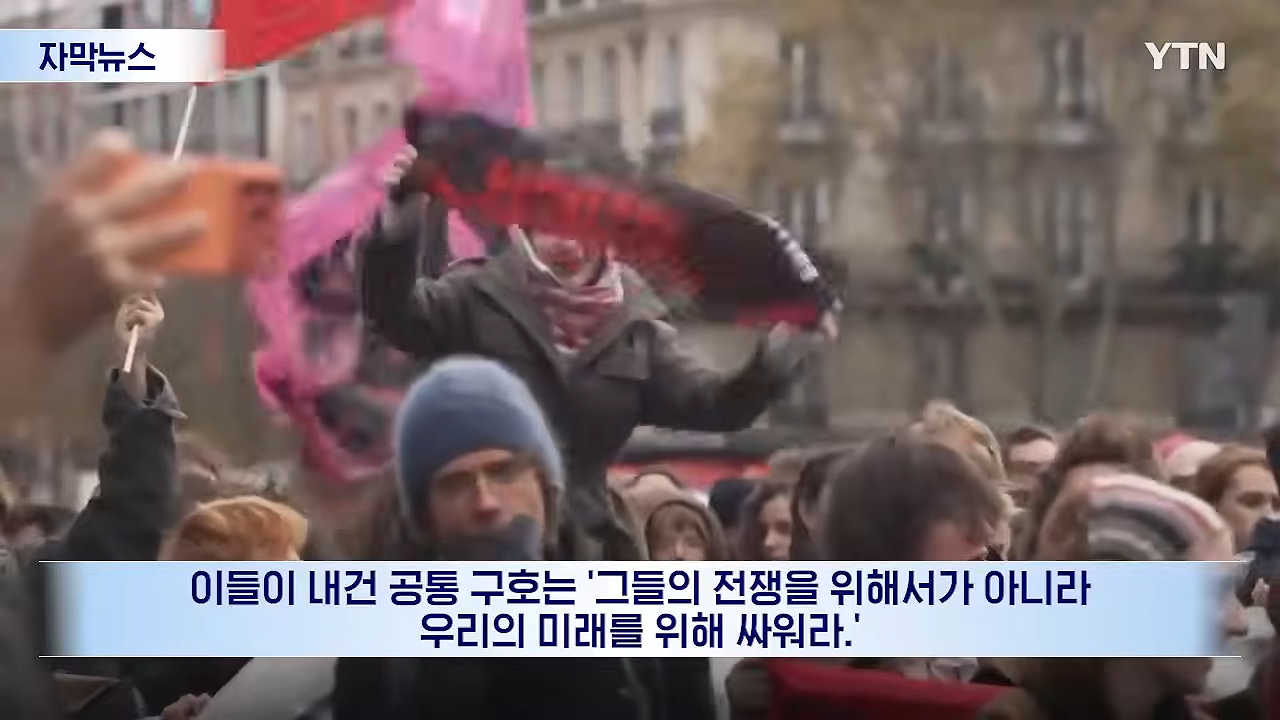 자막뉴스
YTN
이들이 내건 공통 구호는 '그들의 전쟁을 위해서가 아니라
우리의 미래를 위해 싸워라.'